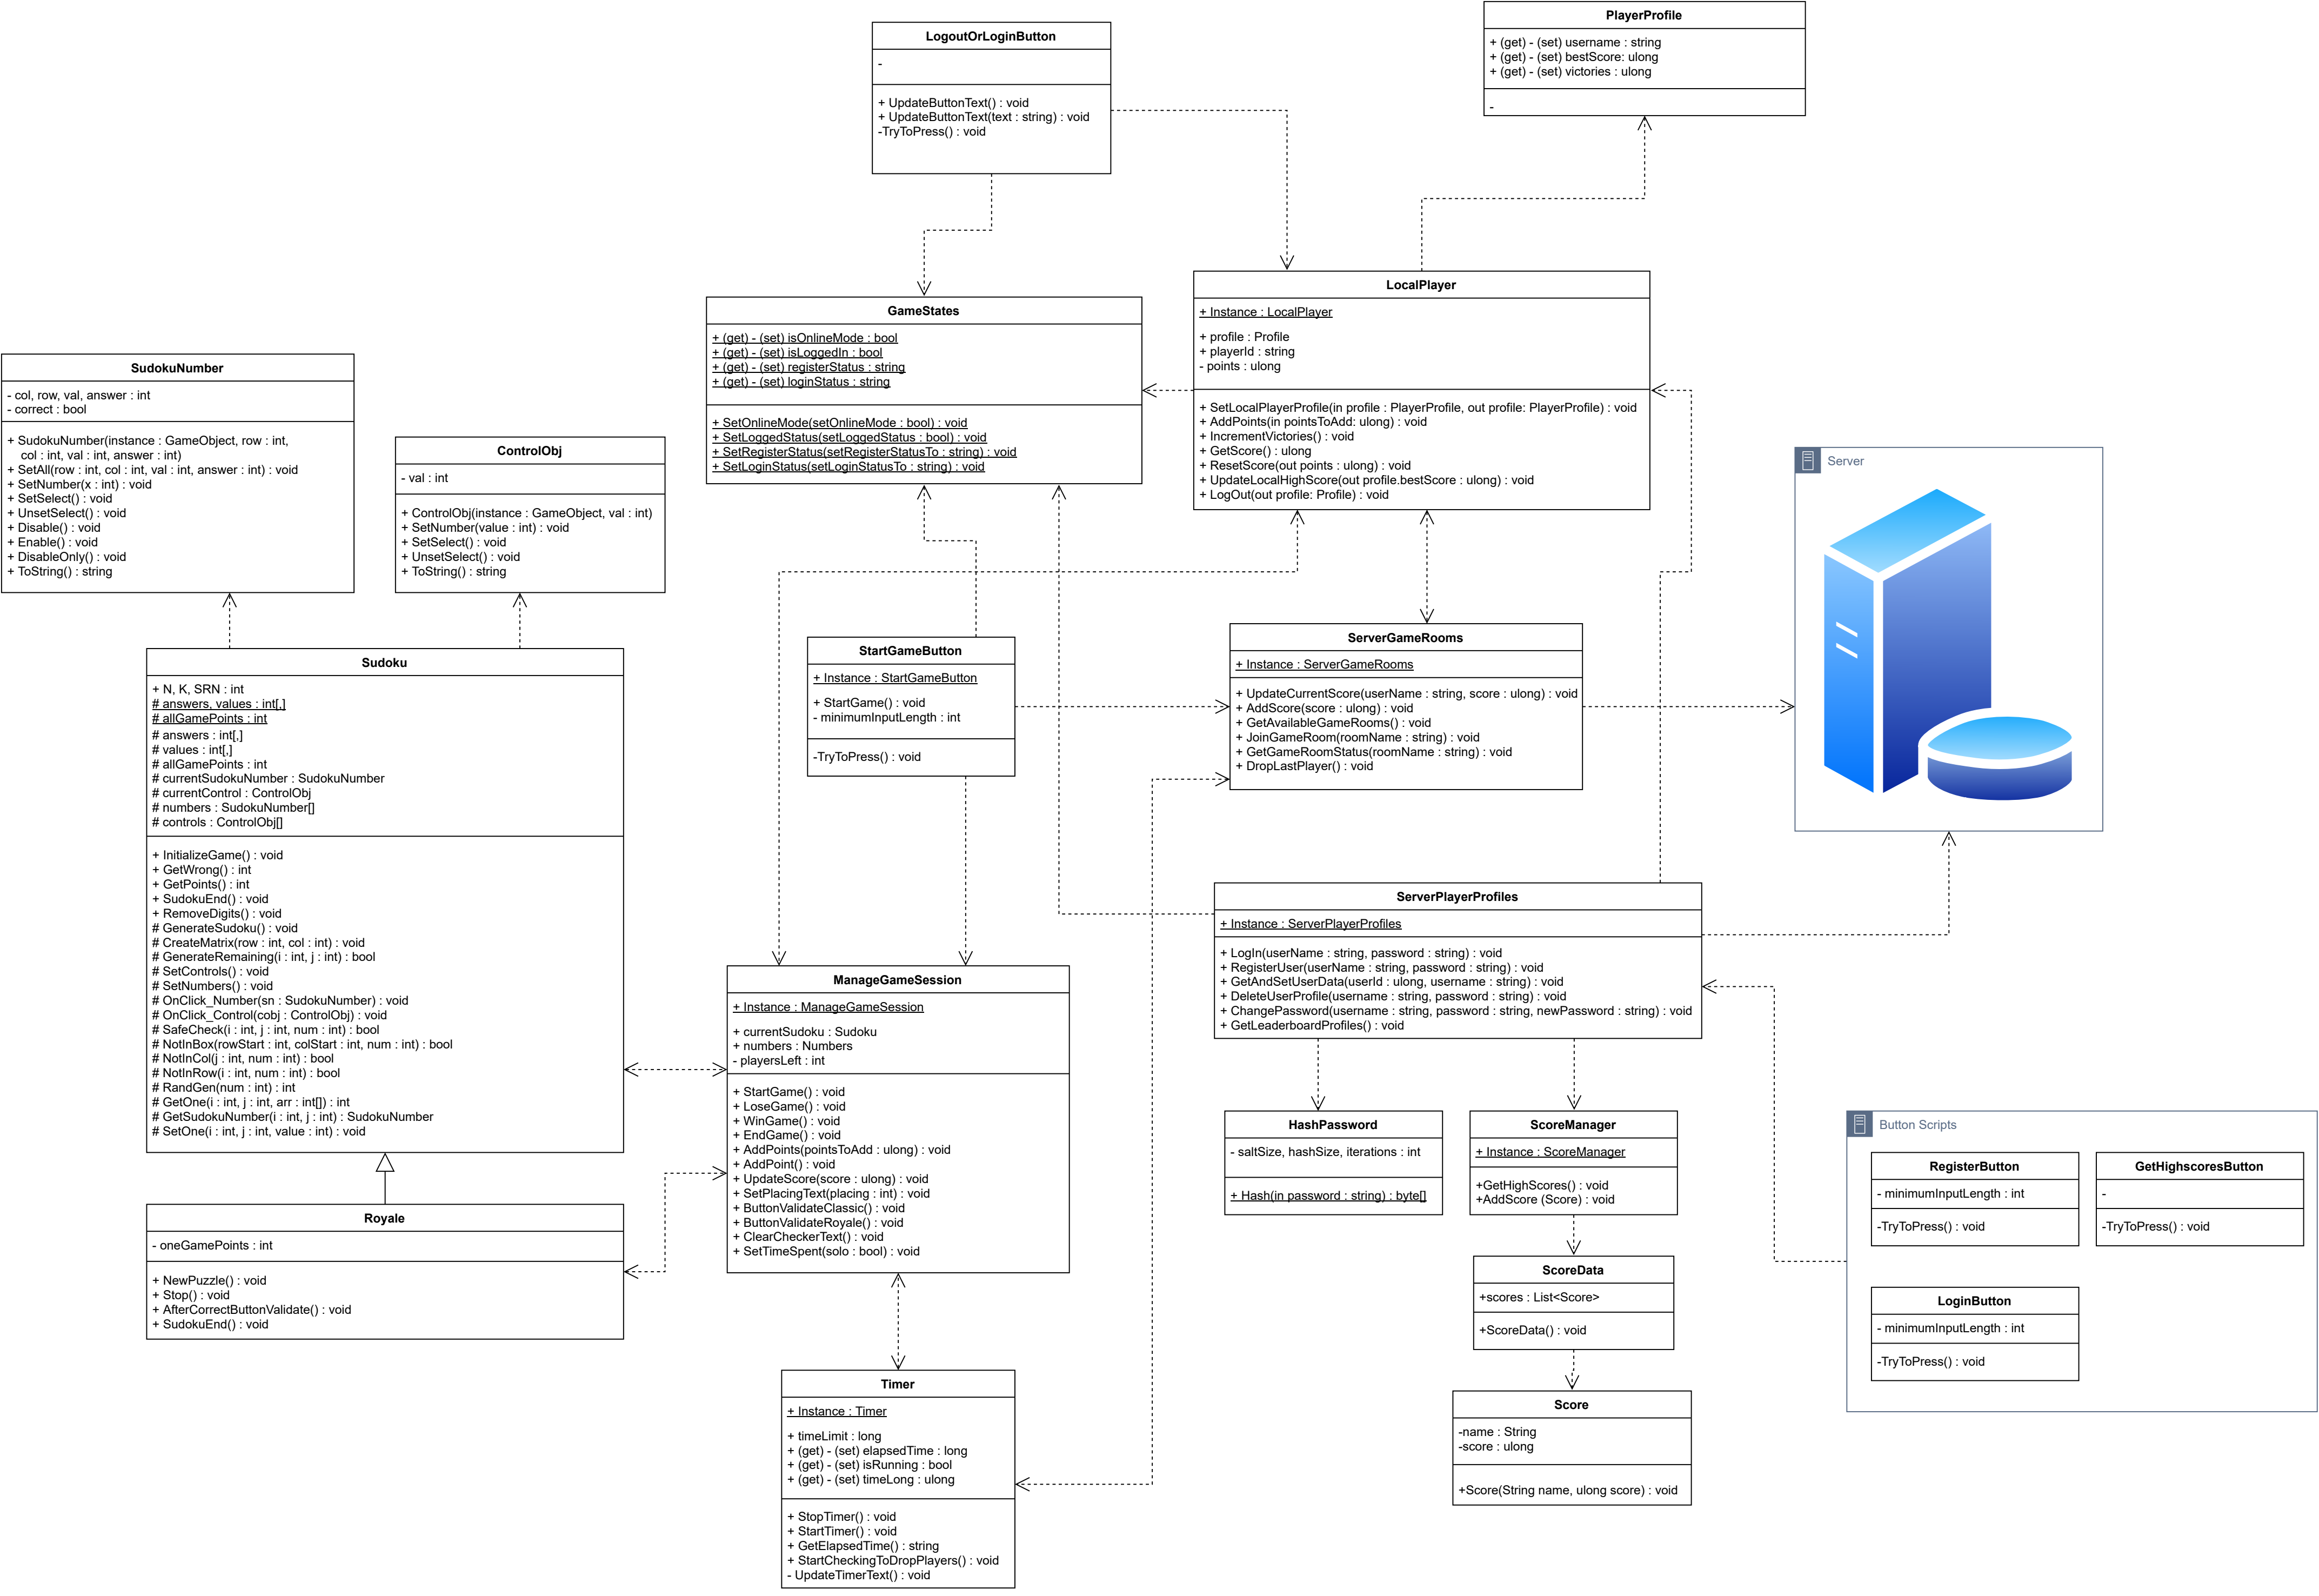 LogoutOrLoginButton
-
+ UpdateButtonText() : void
+ UpdateButtonText(text : string) : void
-TryToPress() : void
PlayerProfile
+ (get) - (set) username : string
+ (get) - (set) bestScore: ulong
+ (get) - (set) victories : ulong
-
GameStates
+ (get) - (set) isOnlineMode : bool
+ (get) - (set) isLoggedIn : bool
+ (get) - (set) registerStatus : string
+ (get) - (set) loginStatus : string
+ SetOnlineMode(setOnlineMode : bool) : void
+ SetLoggedStatus(setLoggedStatus : bool) : void
+ SetRegisterStatus(setRegisterStatusTo : string) : void
+ SetLoginStatus(setLoginStatusTo : string) : void
LocalPlayer
+ Instance : LocalPlayer
+ profile : Profile
+ playerId : string
- points : ulong
+ SetLocalPlayerProfile(in profile : PlayerProfile, out profile: PlayerProfile) : void
+ AddPoints(in pointsToAdd: ulong) : void
+ IncrementVictories() : void
+ GetScore() : ulong
+ ResetScore(out points : ulong) : void
+ UpdateLocalHighScore(out profile.bestScore : ulong) : void
+ LogOut(out profile: Profile) : void
SudokuNumber
- col, row, val, answer : int
- correct : bool
+ SudokuNumber(instance : GameObject, row : int,
col : int, val : int, answer : int)
+ SetAll(row : int, col : int, val : int, answer : int) : void
+ SetNumber(x : int) : void
+ SetSelect() : void
+ UnsetSelect() : void
+ Disable() : void
+ Enable() : void
+ DisableOnly() : void
+ ToString() : string
ControlObj
- val : int
+ ControlObj(instance : GameObject, val : int)
+ SetNumber(value : int) : void
+ SetSelect() : void
+ UnsetSelect() : void
+ ToString() : string
Server
Sudoku
+ N, K, SRN : int
# answers, values : int[,]
# allGamePoints : int
# answers : int[,]
# values : int[,]
# allGamePoints : int
# currentSudokuNumber : SudokuNumber
# currentControl : ControlObj
# numbers : SudokuNumber[]
# controls : ControlObj[]
+ InitializeGame() : void
+ GetWrong() : int
+ GetPoints() : int
+ SudokuEnd() : void
+ RemoveDigits() : void
# GenerateSudoku() : void
# CreateMatrix(row : int, col : int) : void
# GenerateRemaining(i : int, j : int) : bool
# SetControls() : void
# SetNumbers() : void
# OnClick_Number(sn : SudokuNumber) : void
# OnClick_Control(cobj : ControlObj) : void
# SafeCheck(i : int, j : int, num : int) : bool
# NotInBox(rowStart : int, colStart : int, num : int) : bool
# NotInCol(j : int, num : int) : bool
# NotInRow(i : int, num : int) : bool
# RandGen(num : int) : int
# GetOne(i : int, j : int, arr : int[]) : int
# GetSudokuNumber(i : int, j : int) : SudokuNumber
# SetOne(i : int, j : int, value : int) : void
StartGameButton
+ Instance : StartGameButton
+ StartGame() : void
- minimumInputLength : int
-TryToPress() : void
ServerGameRooms
+ Instance : ServerGameRooms
+ UpdateCurrentScore(userName : string, score : ulong) : void
+ AddScore(score : ulong) : void
+ GetAvailableGameRooms() : void
+ JoinGameRoom(roomName : string) : void
+ GetGameRoomStatus(roomName : string) : void
+ DropLastPlayer() : void
ServerPlayerProfiles
+ Instance : ServerPlayerProfiles
+ LogIn(userName : string, password : string) : void
+ RegisterUser(userName : string, password : string) : void
+ GetAndSetUserData(userId : ulong, username : string) : void
+ DeleteUserProfile(username : string, password : string) : void
+ ChangePassword(username : string, password : string, newPassword : string) : void
+ GetLeaderboardProfiles() : void
ManageGameSession
+ Instance : ManageGameSession
+ currentSudoku : Sudoku
+ numbers : Numbers
- playersLeft : int
+ StartGame() : void
+ LoseGame() : void
+ WinGame() : void
+ EndGame() : void
+ AddPoints(pointsToAdd : ulong) : void
+ AddPoint() : void
+ UpdateScore(score : ulong) : void
+ SetPlacingText(placing : int) : void
+ ButtonValidateClassic() : void
+ ButtonValidateRoyale() : void
+ ClearCheckerText() : void
+ SetTimeSpent(solo : bool) : void
HashPassword
- saltSize, hashSize, iterations : int
+ Hash(in password : string) : byte[]
ScoreManager
+ Instance : ScoreManager
+GetHighScores() : void
+AddScore (Score) : void
Button Scripts
RegisterButton
- minimumInputLength : int
-TryToPress() : void
GetHighscoresButton
-
-TryToPress() : void
LoginButton
- minimumInputLength : int
-TryToPress() : void
Royale
- oneGamePoints : int
+ NewPuzzle() : void
+ Stop() : void
+ AfterCorrectButtonValidate() : void
+ SudokuEnd() : void
ScoreData
+scores : List<Score>
+ScoreData() : void
Timer
+ Instance : Timer
+ timeLimit : long
+ (get) - (set) elapsedTime : long
+ (get) - (set) isRunning : bool
+ (get) - (set) timeLong : ulong
+ StopTimer() : void
+ StartTimer() : void
+ GetElapsedTime() : string
+ StartCheckingToDropPlayers() : void
- UpdateTimerText() : void
Score
-name : String
-score : ulong
+Score(String name, ulong score) : void